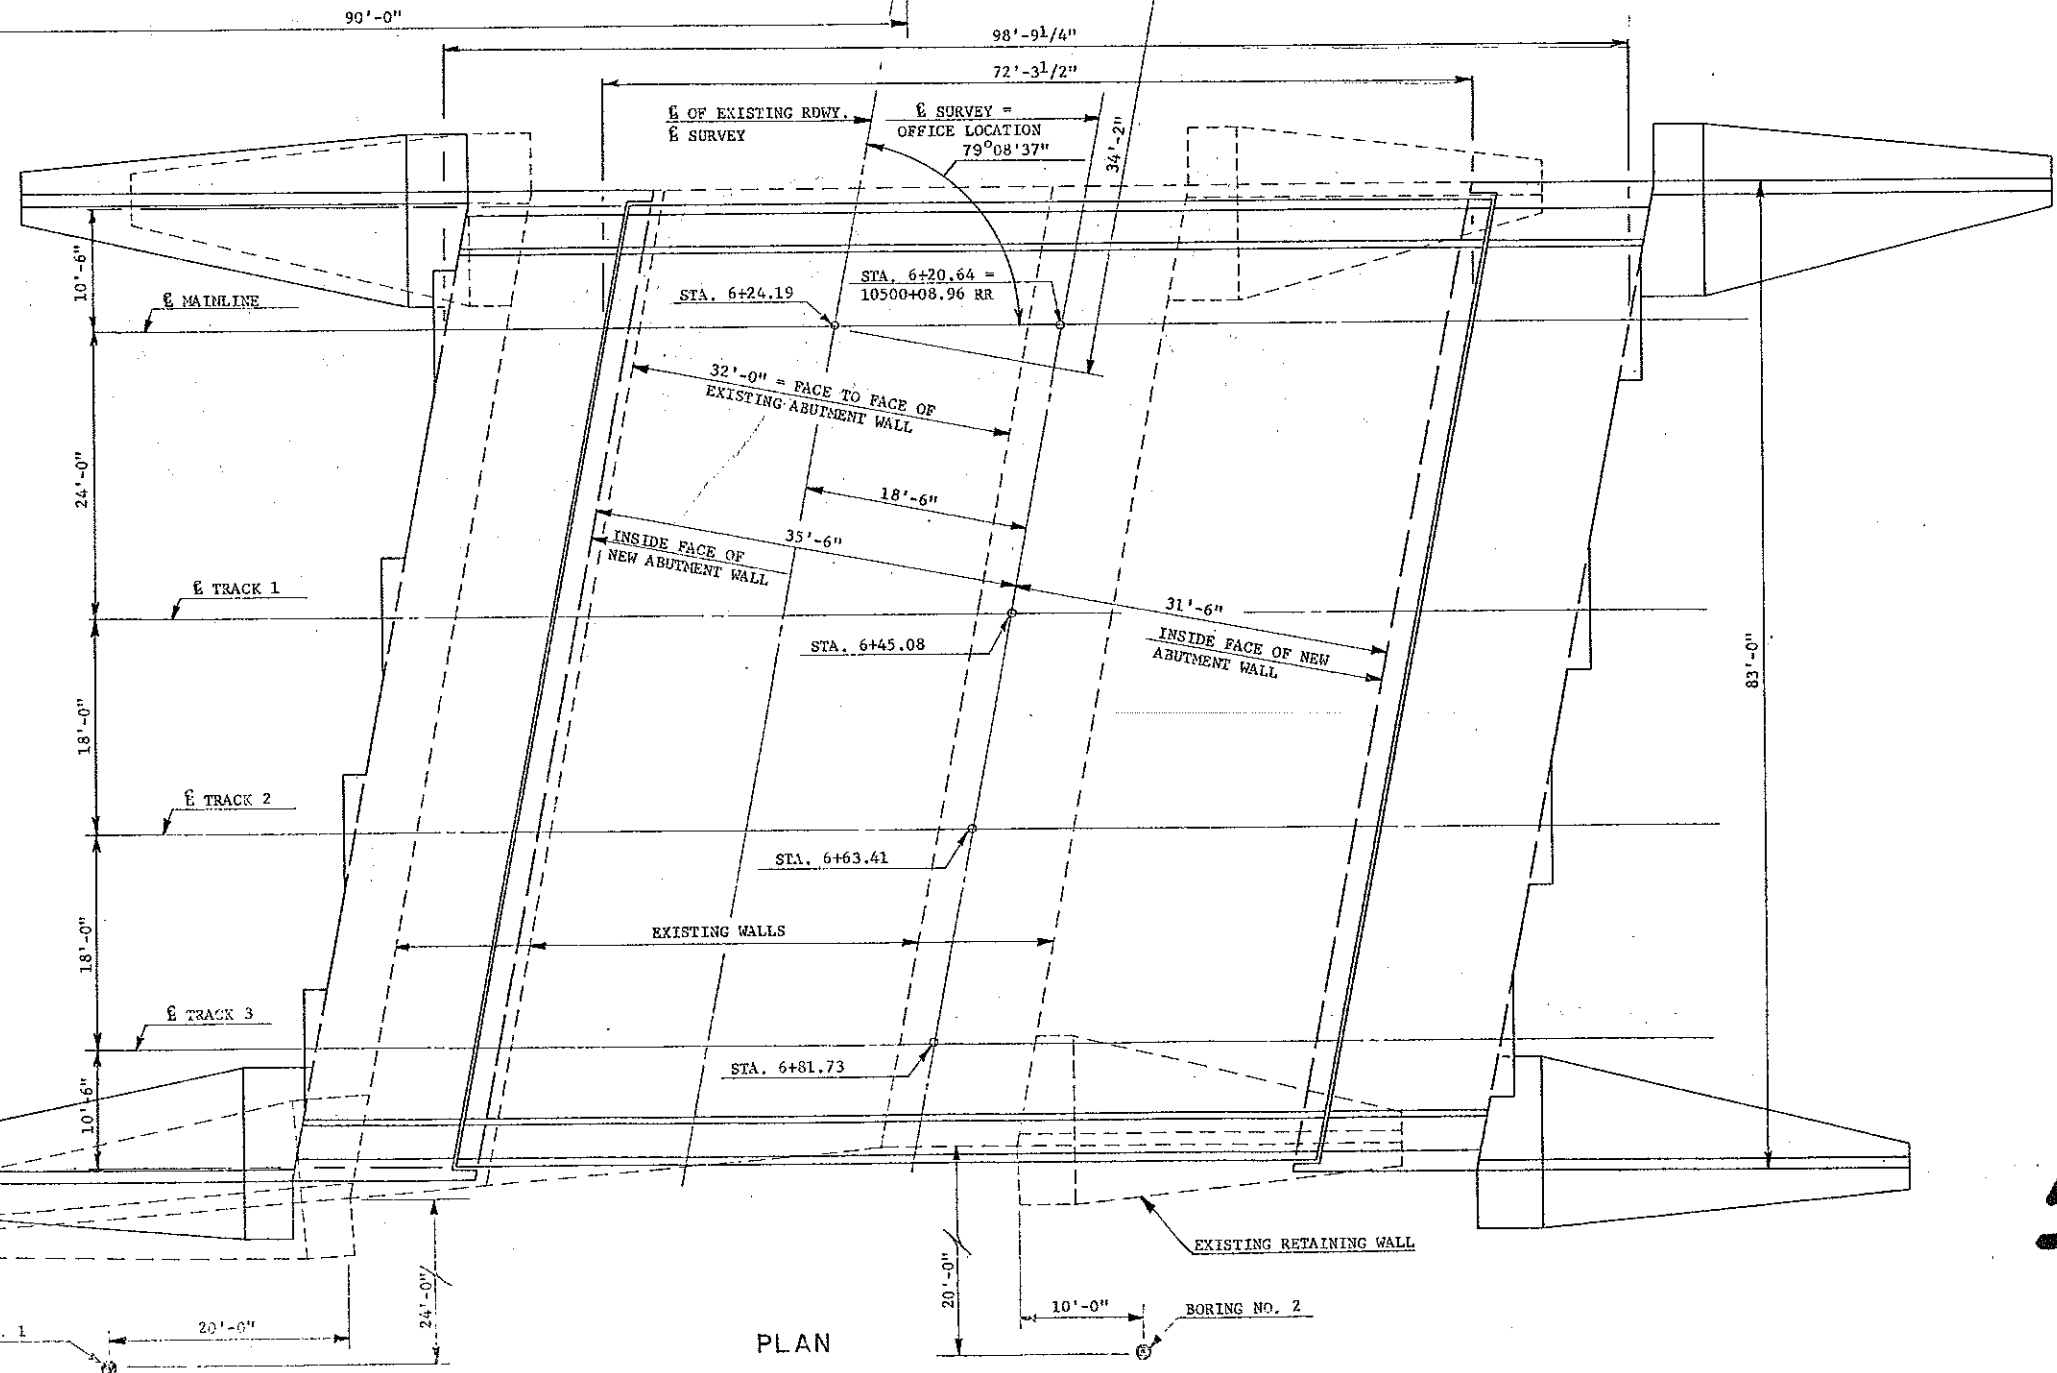 90'-0"
98'-9 1/4"
72'-3 1/2"
℄ OF EXISTING RDWY.
℄ SURVEY
℄ SURVEY =
OFFICE LOCATION
79°08'37"
34'-2"
10'-6"
℄ MAINLINE
STA. 6+24.19
STA. 6+20.64 =
10500+08.96 RR
32'-0" = FACE TO FACE OF
EXISTING ABUTMENT WALL
24'-0"
18'-6"
35'-6"
INSIDE FACE OF
NEW ABUTMENT WALL
℄ TRACK 1
31'-6"
INSIDE FACE OF NEW
ABUTMENT WALL
STA. 6+45.08
83'-0"
18'-0"
℄ TRACK 2
STA. 6+63.41
18'-0"
EXISTING WALLS
℄ TRACK 3
STA. 6+81.73
10'-6"
EXISTING RETAINING WALL
24'-0"
20'-0"
10'-0"
BORING NO. 2
. 1
20'-0"
PLAN